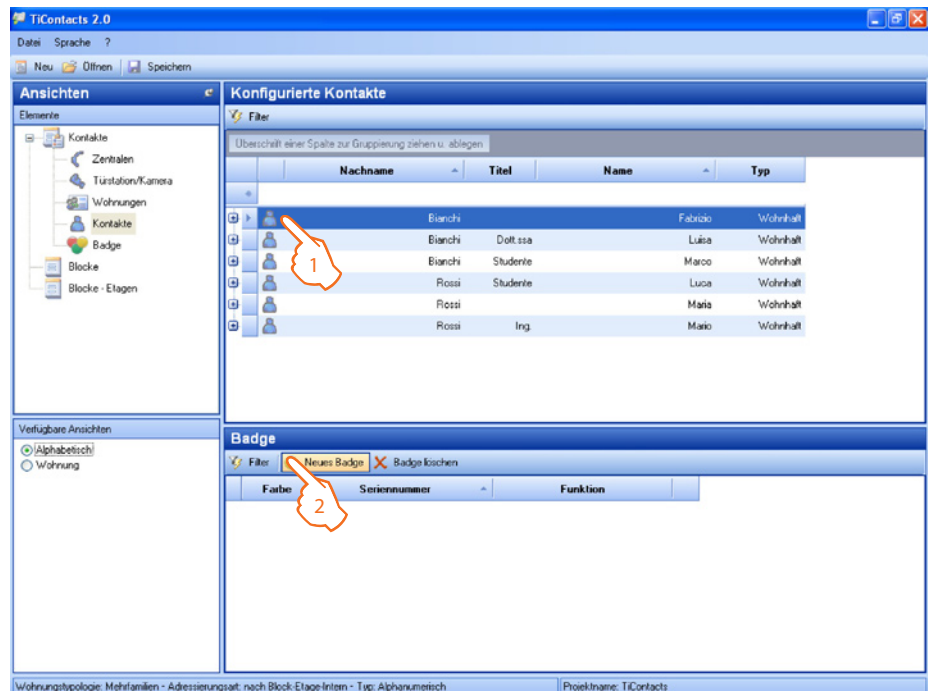 TiContacts 2.0
Datei Sprache ?
Neu Öffnen Speichern
Ansichten
Elemente
Kontakte
Zentralen
Türstation/Kamera
Wohnungen
Kontakte
Badge
Blocke
Blocke - Etagen
Verfügbare Ansichten
Alphabetisch
Wohnung
Konfigurierte Kontakte
Filter
Überschrift einer Spalte zur Gruppierung ziehen u. ablegen
Nachname Titel Name Typ
Bianchi Fabrizio Wohnhaft
Bianchi Dott.ssa Luisa Wohnhaft
Bianchi Studente Marco Wohnhaft
Rossi Studente Luca Wohnhaft
Rossi Maria Wohnhaft
Rossi Ing. Mario Wohnhaft
1
Badge
Filter Neues Badge Badge löschen
Farbe Seriennummer Funktion
2
Wohnungstypologie: Mehrfamilien - Adressierungsart: nach Block-Etage-Intern - Typ: Alphanumerisch Projektname: TiContacts